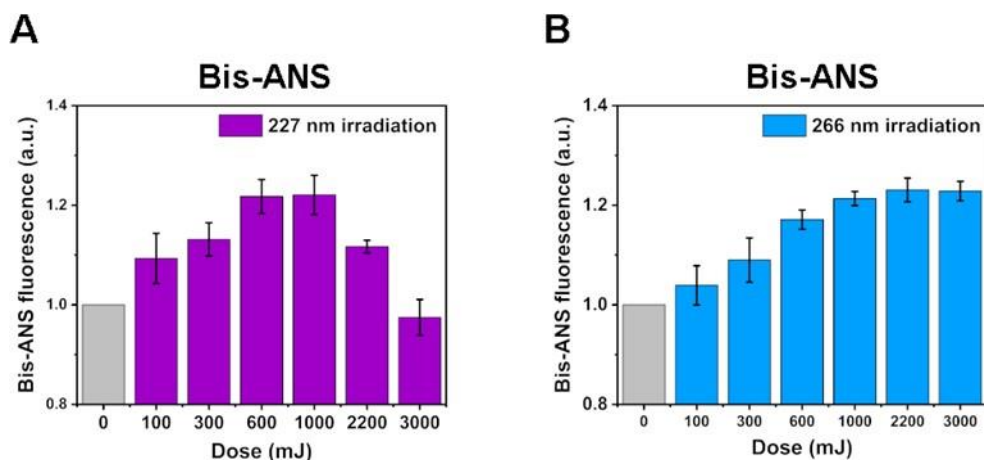 A
Bis-ANS
227 nm irradiation
Bis-ANS fluorescence (a.u.)
1.4
1.2
1.0
0.8
0 100 300 600 1000 2200 3000
Dose (mJ)
B
Bis-ANS
266 nm irradiation
Bis-ANS fluorescence (a.u.)
1.4
1.2
1.0
0.8
0 100 300 600 1000 2200 3000
Dose (mJ)